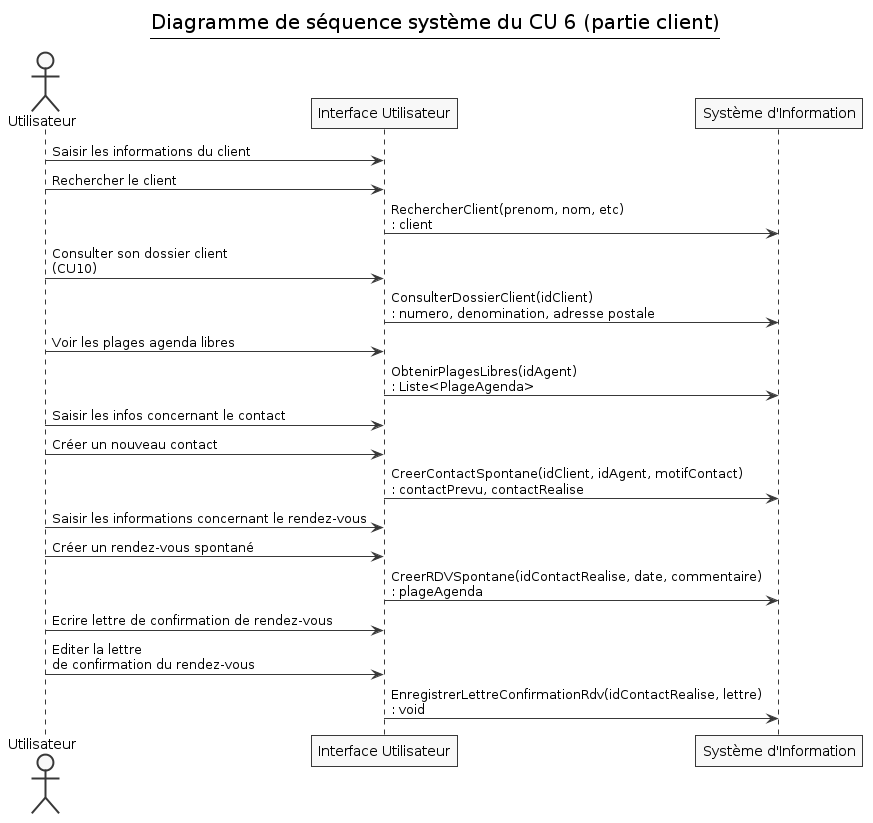 Diagramme de séquence système du CU 6 (partie client)
Utilisateur
Interface Utilisateur
Système d'Information
Saisir les informations du client
Rechercher le client
RechercherClient(prenom, nom, etc)
: client
Consulter son dossier client
(CU10)
ConsulterDossierClient(idClient)
: numero, denomination, adresse postale
Voir les plages agenda libres
ObtenirPlagesLibres(idAgent)
: Liste<PlageAgenda>
Saisir les infos concernant le contact
Créer un nouveau contact
CreerContactSpontane(idClient, idAgent, motifContact)
: contactPrevu, contactRealise
Saisir les informations concernant le rendez-vous
Créer un rendez-vous spontané
CreerRDVSpontane(idContactRealise, date, commentaire)
: plageAgenda
Ecrire lettre de confirmation de rendez-vous
Editer la lettre
de confirmation du rendez-vous
EnregistrerLettreConfirmationRdv(idContactRealise, lettre)
: void
Utilisateur
Interface Utilisateur
Système d'Information